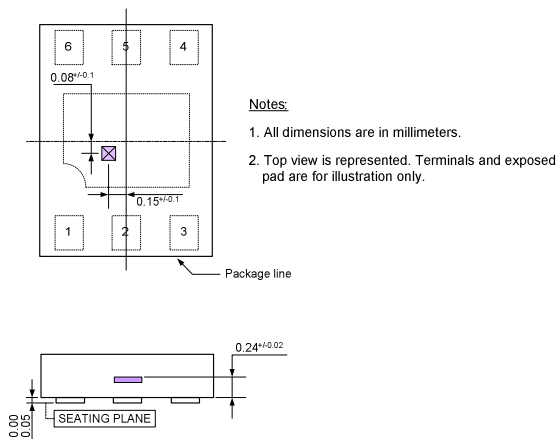 6 5 4
0.08+/-0.1
Notes:
1. All dimensions are in millimeters.
2. Top view is represented. Terminals and exposed
pad are for illustration only.
0.15+/-0.1
1 2 3
Package line
0.24+/-0.02
0.00
0.05
SEATING PLANE